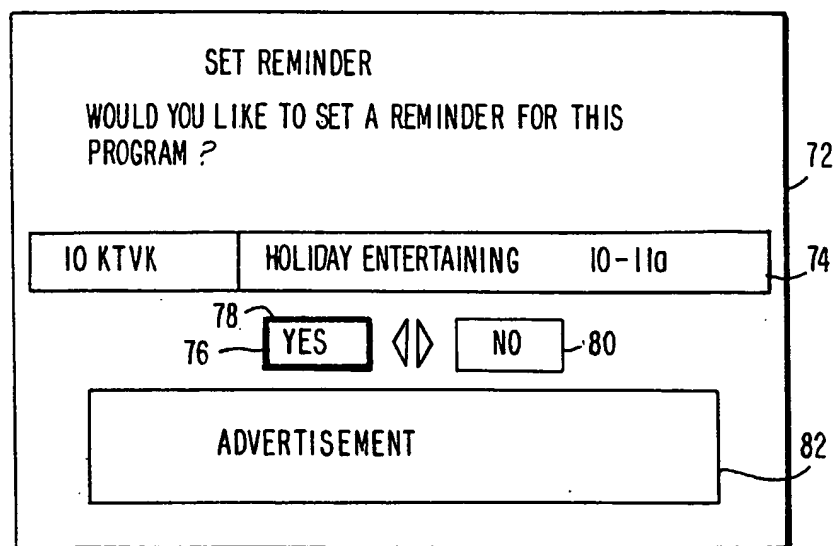 SET REMINDER
WOULD YOU LIKE TO SET A REMINDER FOR THIS
PROGRAM ?
72
10 KTVK HOLIDAY ENTERTAINING 10-11a 74
78
76 YES NO 80
ADVERTISEMENT
82